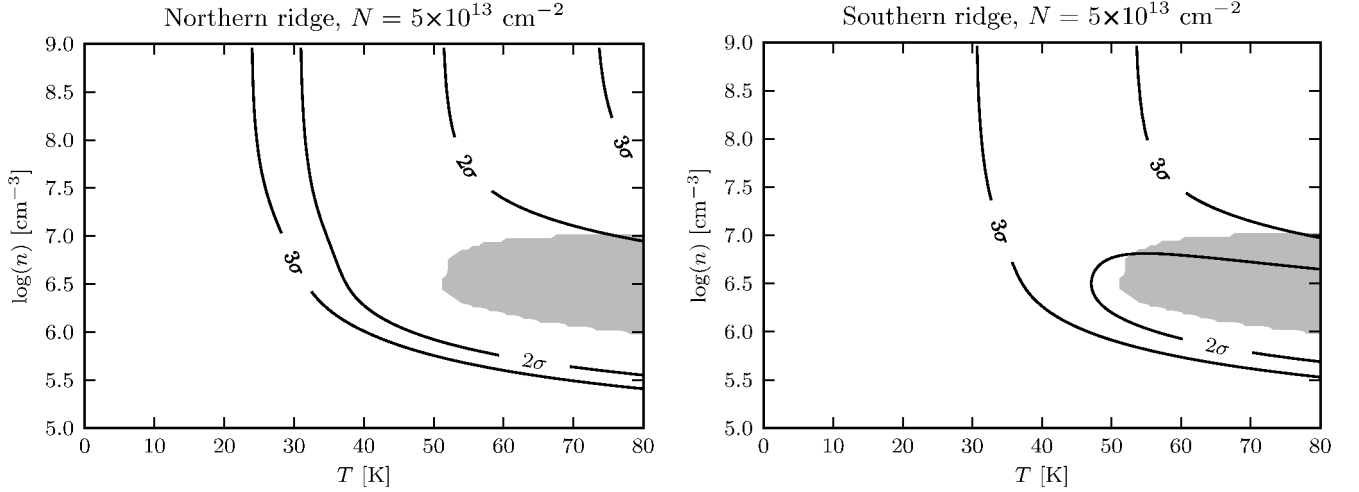 Northern ridge, N = 5×10¹³ cm⁻²
9.0
8.5
8.0
7.5
7.0
6.5
6.0
5.5
5.0
log(n) [cm⁻³]
3σ
2σ
2σ
3σ
0 10 20 30 40 50 60 70 80
T [K]
Southern ridge, N = 5×10¹³ cm⁻²
9.0
8.5
8.0
7.5
7.0
6.5
6.0
5.5
5.0
log(n) [cm⁻³]
3σ
3σ
2σ
0 10 20 30 40 50 60 70 80
T [K]